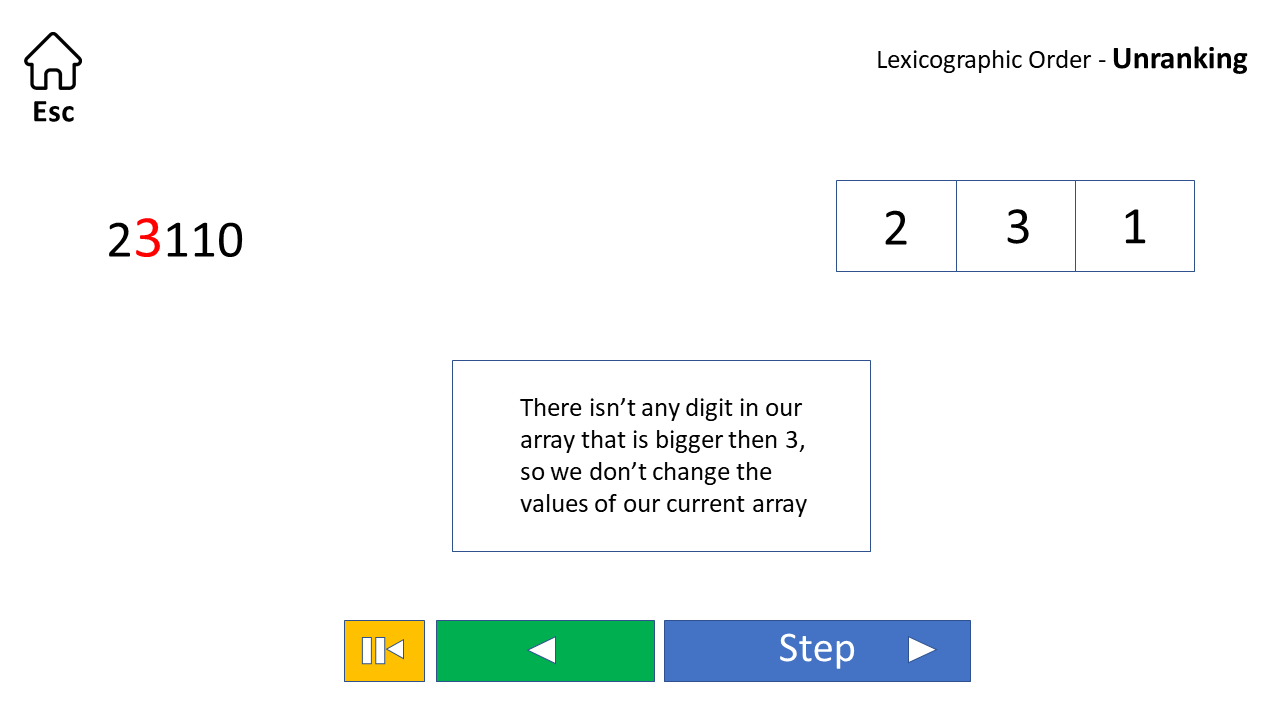 Esc
Lexicographic Order - Unranking
23110
2 3 1
There isn’t any digit in our
array that is bigger then 3,
so we don’t change the
values of our current array
Step